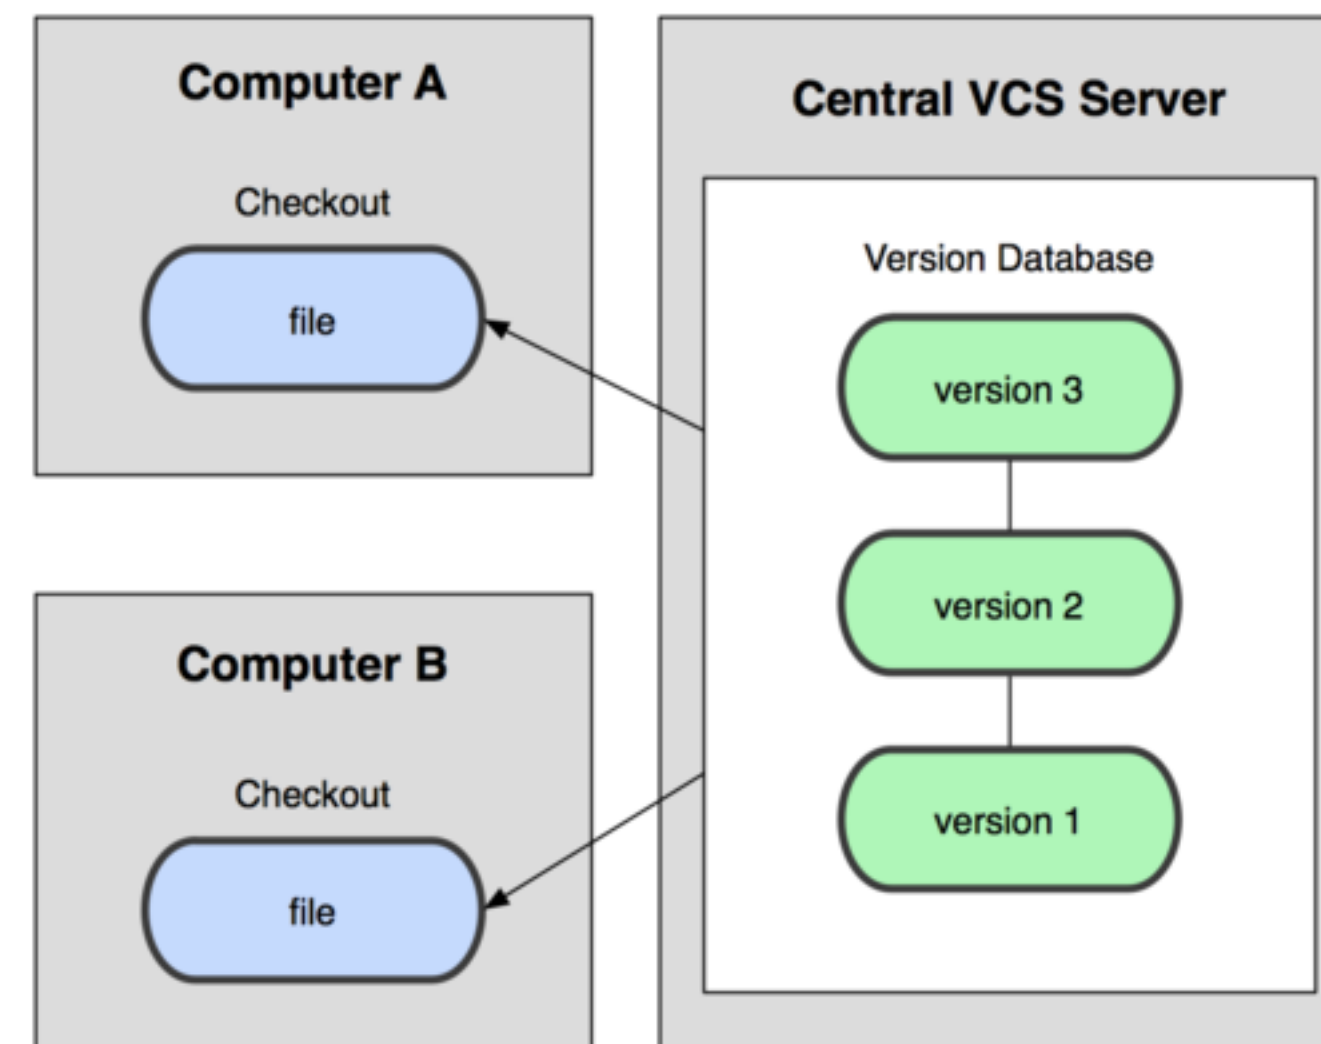 Computer A
Checkout
file
Computer B
Checkout
file
Central VCS Server
Version Database
version 3
version 2
version 1